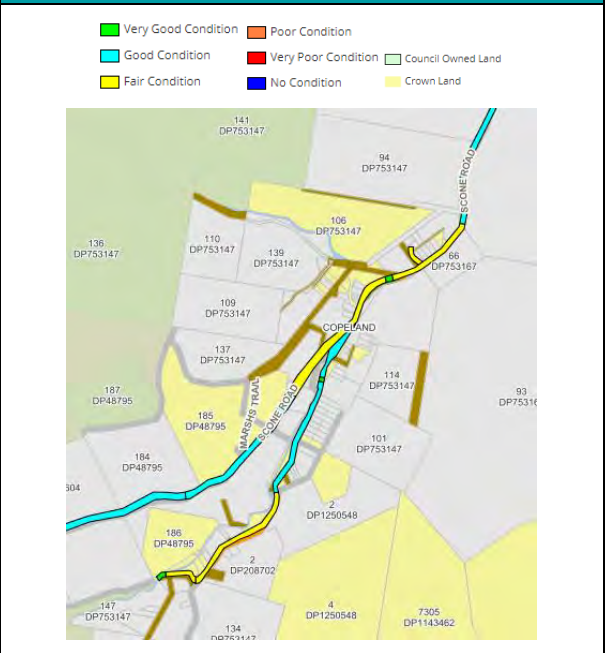 Very Good Condition
Poor Condition
Good Condition
Very Poor Condition
Council Owned Land
Fair Condition
No Condition
Crown Land
141
DP753147
94
DP753147
SCONE ROAD
106
DP753147
136
DP753147
110
DP753147
139
DP753147
66
DP753167
109
DP753147
COPELAND
137
DP753147
114
DP753147
187
DP48795
93
DP75316
185
DP48795
MARSHS TRAIL
SCONE ROAD
101
DP753147
184
DP48795
604
2
DP1250548
186
DP48795
2
DP208702
147
DP753147
4
DP1250548
7305
DP1143462
134
DP753147